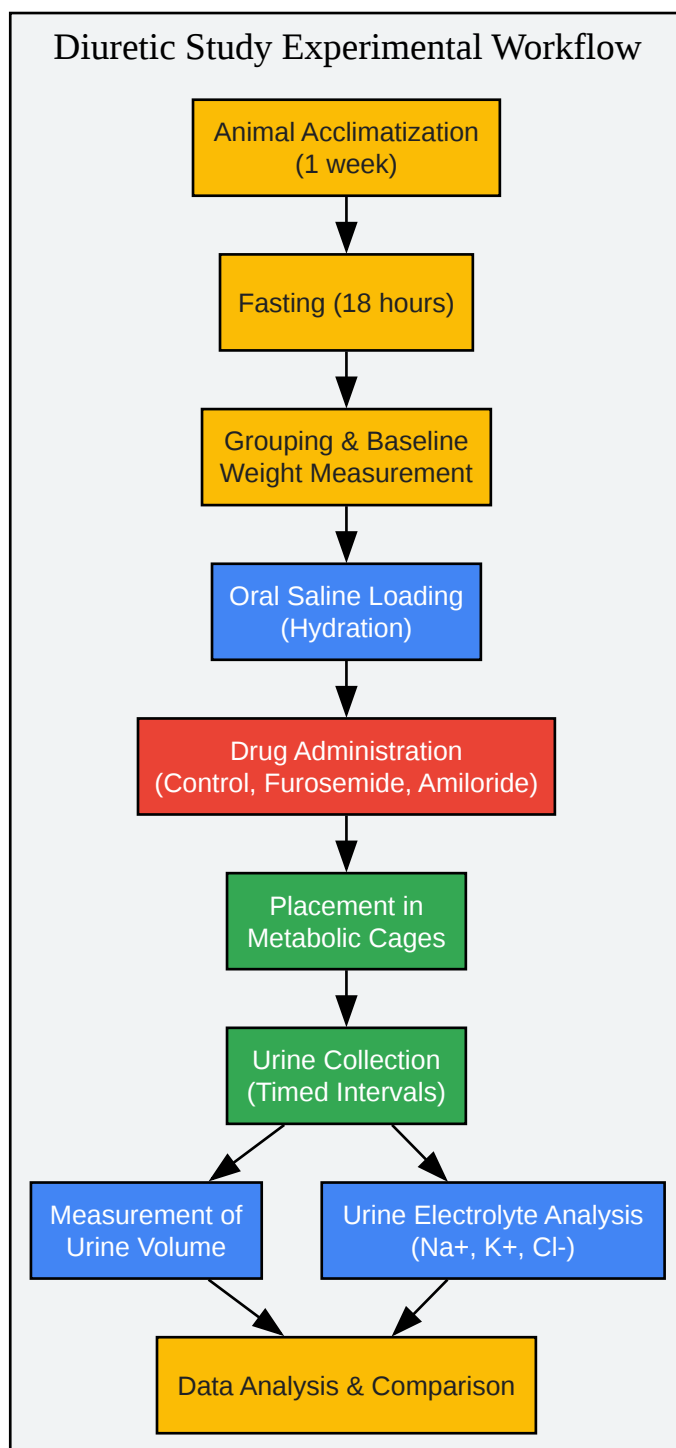 Diuretic Study Experimental Workflow
Animal Acclimatization
(1 week)
Fasting (18 hours)
Grouping & Baseline
Weight Measurement
Oral Saline Loading
(Hydration)
Drug Administration
(Control, Furosemide, Amiloride)
Placement in
Metabolic Cages
Urine Collection
(Timed Intervals)
Measurement of
Urine Volume
Urine Electrolyte Analysis
(Na+, K+, Cl-)
Data Analysis & Comparison